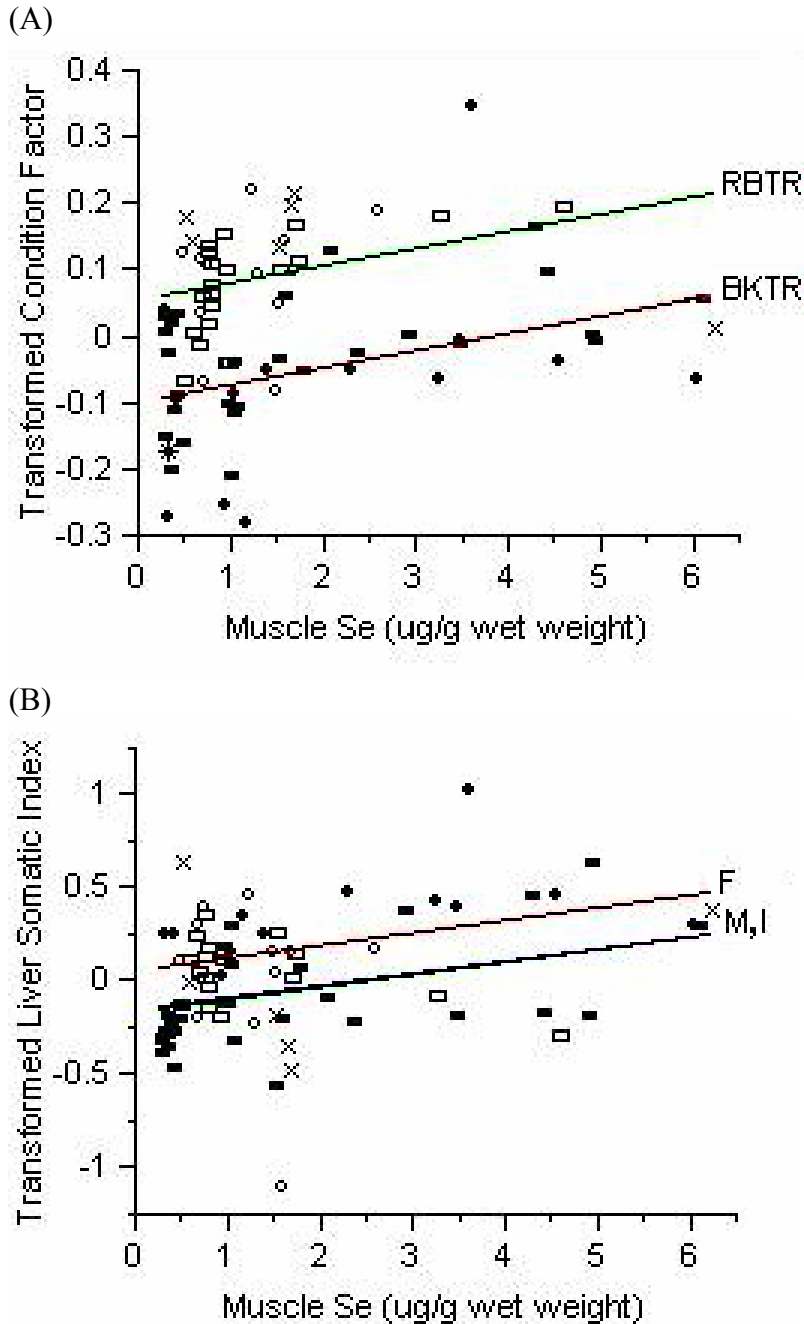 (A)
Transformed Condition Factor
0.4
0.3
0.2
0.1
0
-0.1
-0.2
-0.3
RBTR
BKTR
0 1 2 3 4 5 6
Muscle Se (ug/g wet weight)
(B)
Transformed Liver Somatic Index
1
0.5
0
-0.5
-1
F
M,I
0 1 2 3 4 5 6
Muscle Se (ug/g wet weight)